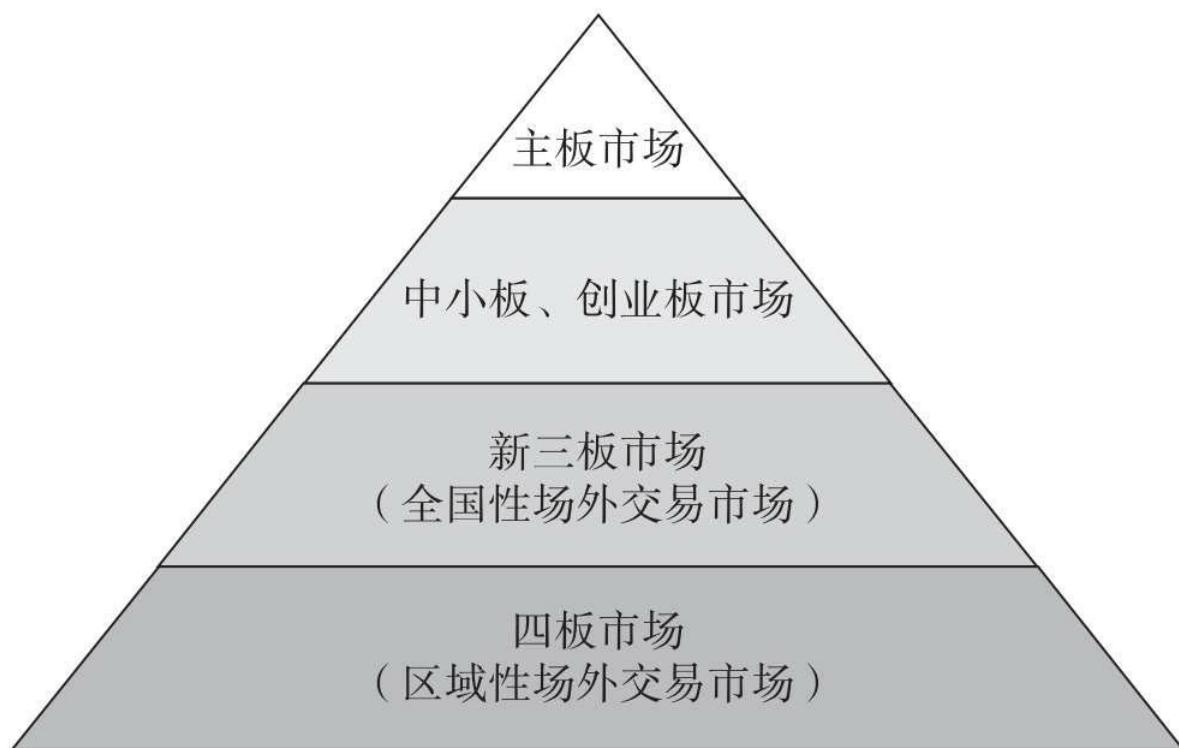 主板市场
中小板、创业板市场
新三板市场
（全国性场外交易市场）
四板市场
（区域性场外交易市场）